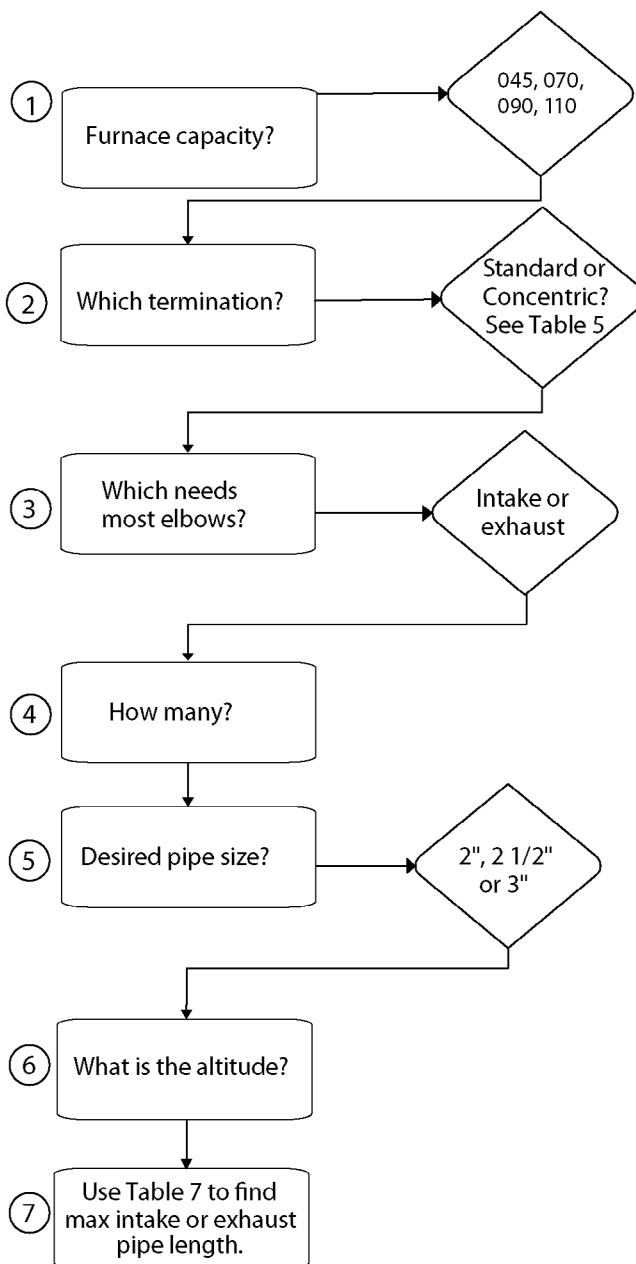 1
Furnace capacity?
045, 070,
090, 110
2
Which termination?
Standard or
Concentric?
See Table 5
3
Which needs
most elbows?
Intake or
exhaust
4
How many?
5
Desired pipe size?
2", 2 1/2"
or 3"
6
What is the altitude?
7
Use Table 7 to find
max intake or exhaust
pipe length.